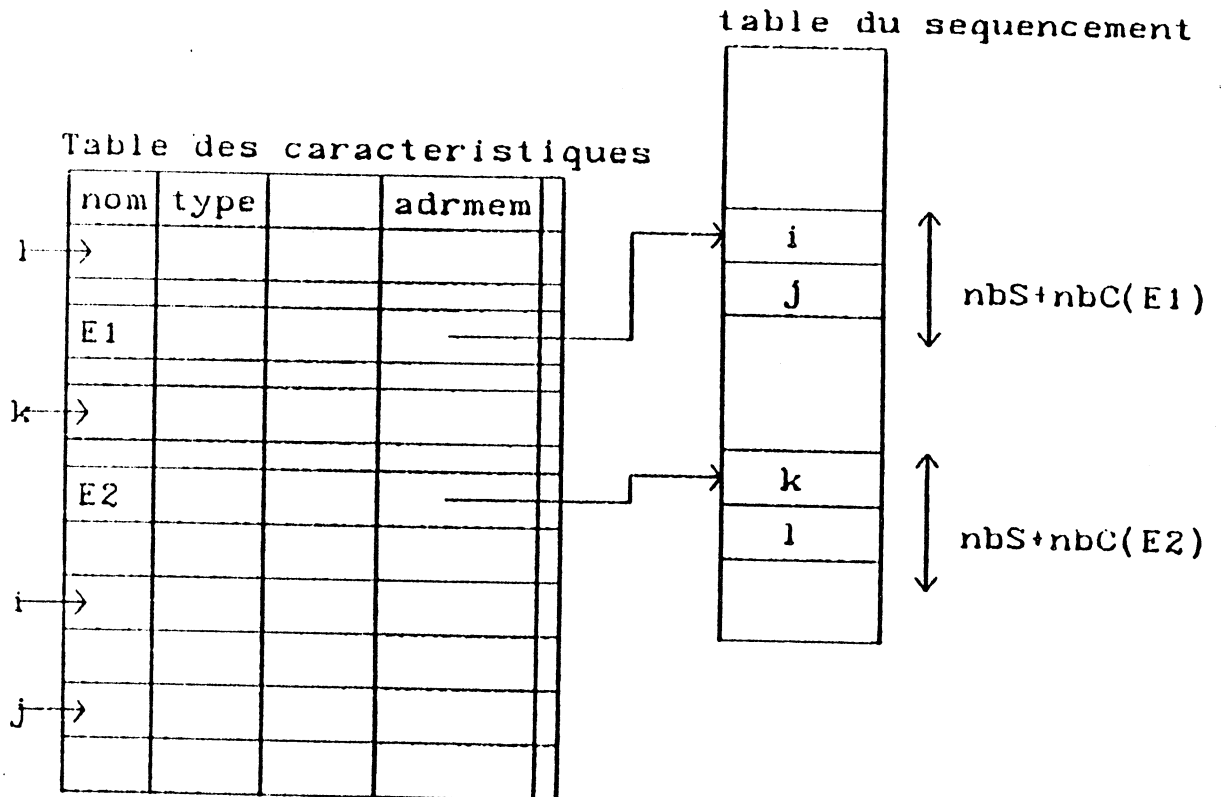 table du sequencement
Table des caracteristiques
nom type adrmem
l
E1
k
E2
i
j
i
j
nbS+nbC(E1)
k
l
nbS+nbC(E2)